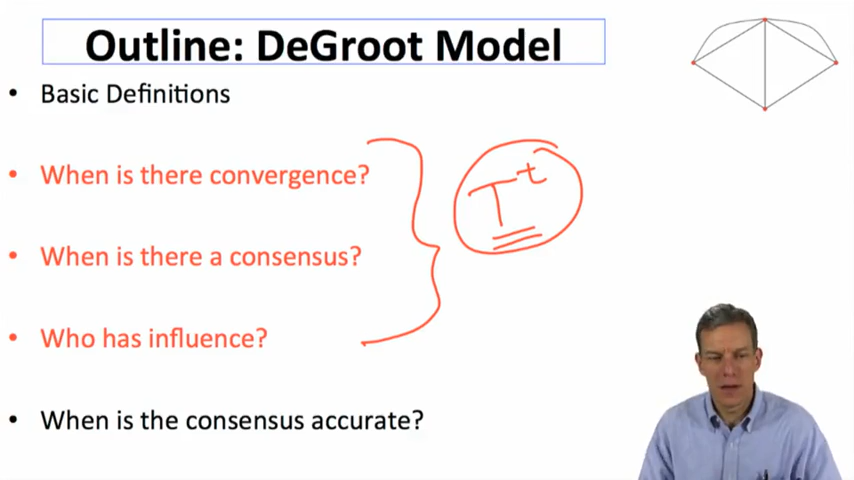 Outline: DeGroot Model
• Basic Definitions
• When is there convergence?
• When is there a consensus?
• Who has influence?
• When is the consensus accurate?
T^t